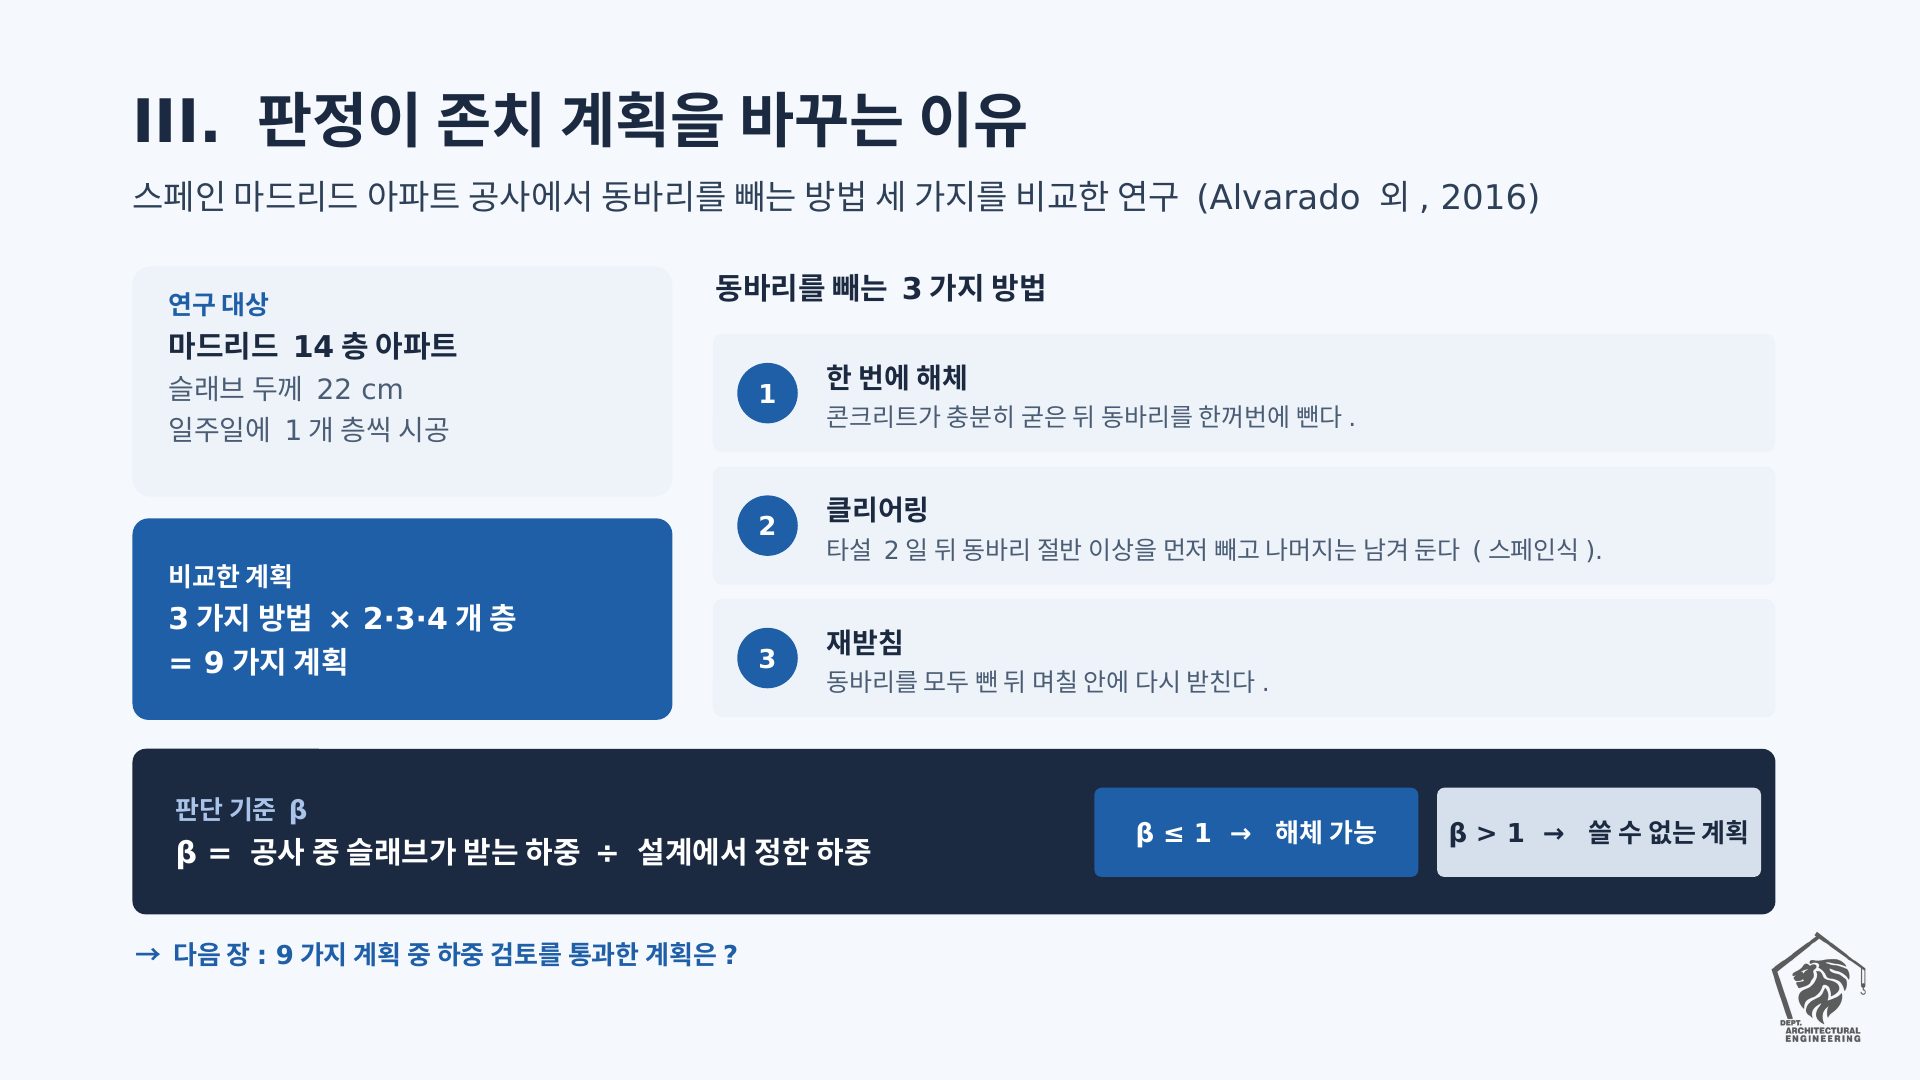 III. 판정이 존치 계획을 바꾸는 이유
스페인 마드리드 아파트 공사에서 동바리를 빼는 방법 세 가지를 비교한 연구 (Alvarado 외 , 2016)
연구 대상
마드리드 14 층 아파트
슬래브 두께 22 cm
일주일에 1 개 층씩 시공
비교한 계획
3 가지 방법 × 2·3·4 개 층
= 9 가지 계획
동바리를 빼는 3 가지 방법
1
한 번에 해체
콘크리트가 충분히 굳은 뒤 동바리를 한꺼번에 뺀다 .
2
클리어링
타설 2 일 뒤 동바리 절반 이상을 먼저 빼고 나머지는 남겨 둔다 ( 스페인식 ).
3
재받침
동바리를 모두 뺀 뒤 며칠 안에 다시 받친다 .
판단 기준 β
β = 공사 중 슬래브가 받는 하중 ÷ 설계에서 정한 하중
β ≤ 1 → 해체 가능
β > 1 → 쓸 수 없는 계획
→ 다음 장 : 9 가지 계획 중 하중 검토를 통과한 계획은 ?
DEPT.
ARCHITECTURAL
ENGINEERING